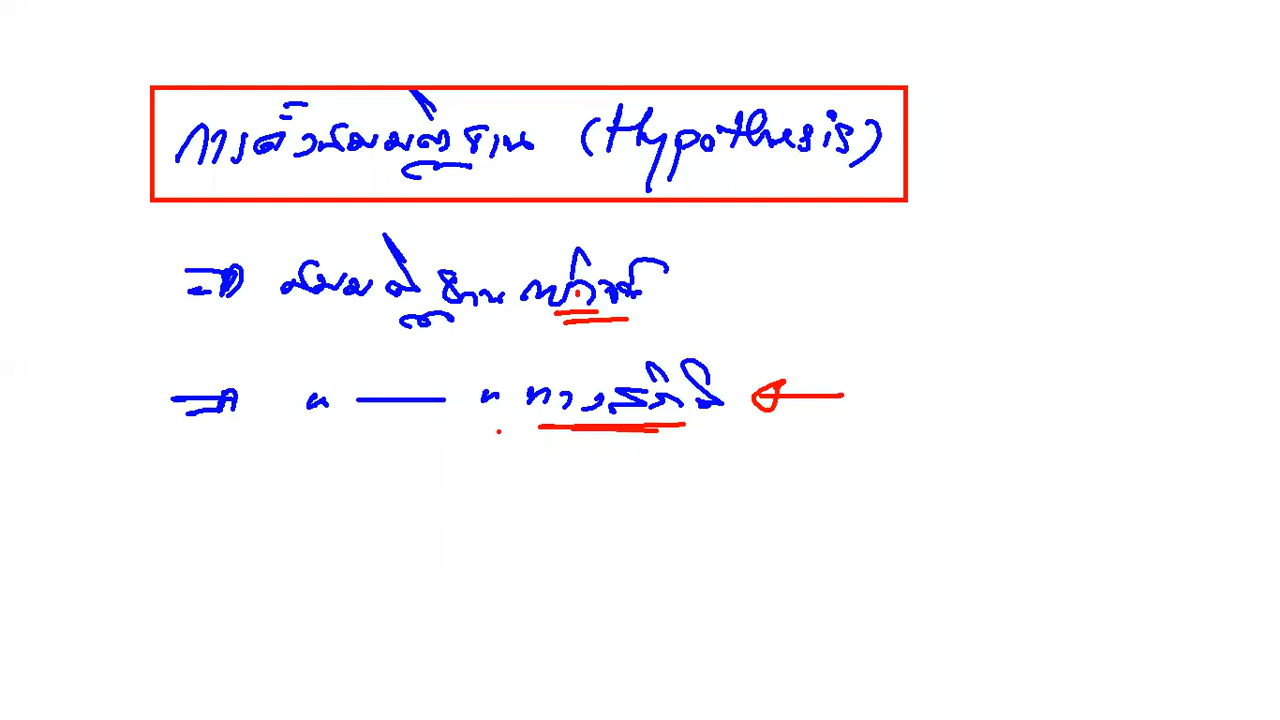 การตั้งสมมติฐาน (Hypothesis)
⇒ สมมติฐาน
⇒ " —— " ทางสถิติ